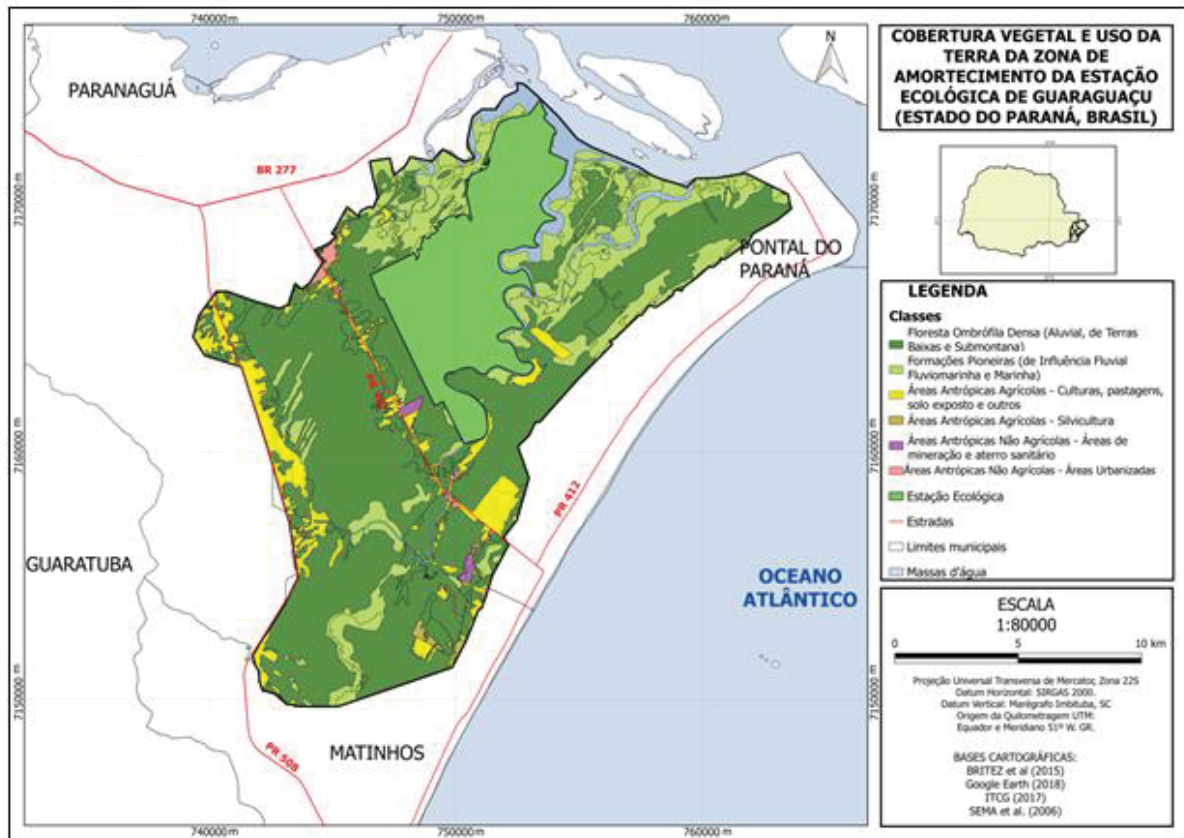 740000m
750000m
760000m
COBERTURA VEGETAL E USO DA
TERRA DA ZONA DE
AMORTECIMENTO DA ESTAÇÃO
ECOLÓGICA DE GUARAGUAÇU
(ESTADO DO PARANÁ, BRASIL)
N
PARANAGUÁ
BR 277
7170000 m
7170000 m
PONTAL DO
PARANÁ
LEGENDA
Classes
Floresta Ombrófila Densa (Aluvial, de Terras
Baixas e Submontana)
Formações Pioneiras (de Influência Fluvial
Fluviomarinha e Marinha)
Áreas Antrópicas Agrícolas - Culturas, pastagens,
solo exposto e outros
Áreas Antrópicas Agrícolas - Silvicultura
Áreas Antrópicas Não Agrícolas - Áreas de
mineração e aterro sanitário
Áreas Antrópicas Não Agrícolas - Áreas Urbanizadas
Estação Ecológica
Estradas
Limites municipais
Massas d'água
7160000 m
7160000 m
PR 412
GUARATUBA
OCEANO
ATLÂNTICO
7150000 m
7150000 m
PR 508
MATINHOS
ESCALA
1:80000
0 5 10 km
Projeção Universal Transversa de Mercator, Zona 22S
Datum Horizontal: SIRGAS 2000.
Datum Vertical: Marégrafo Imbituba, SC
Origem da Quilometragem UTM:
Equador e Meridiano 51º W. GR.
BASES CARTOGRÁFICAS:
BRITEZ et al (2015)
Google Earth (2018)
ITCG (2017)
SEMA et al. (2006)
740000m
750000m
760000m